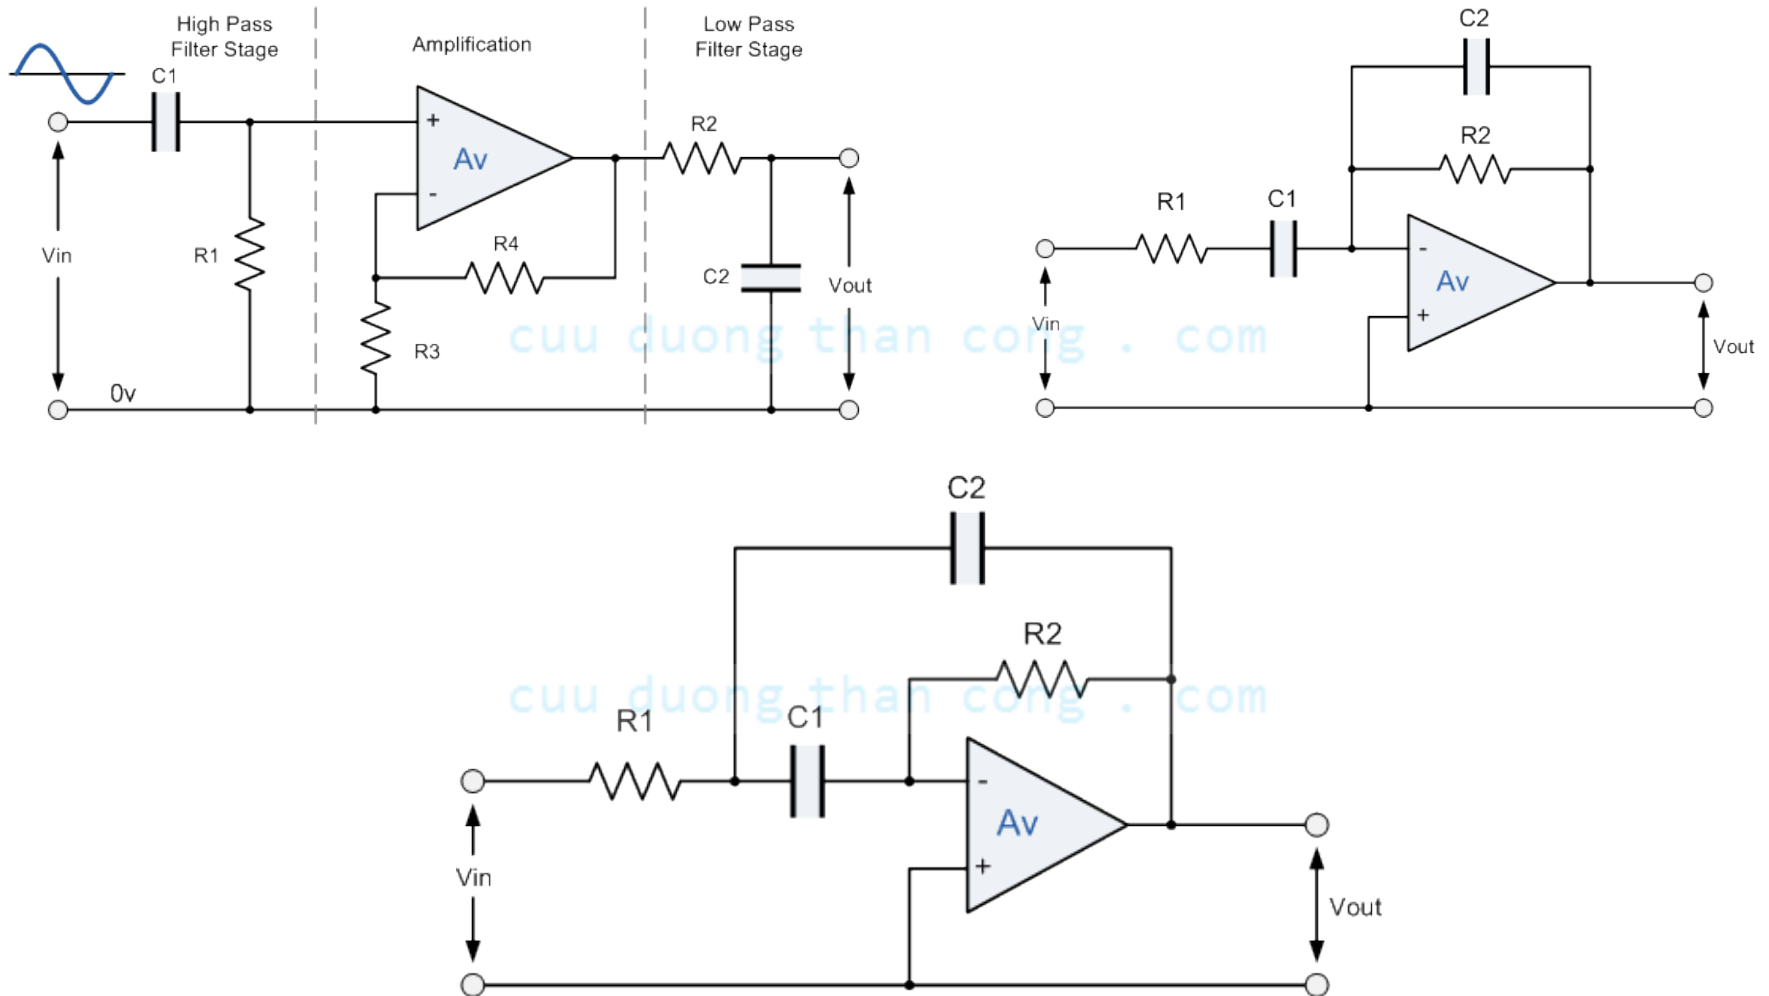 High Pass
Filter Stage
Amplification
Low Pass
Filter Stage
C1
+
Av
-
R2
R4
R1
Vin
C2
Vout
R3
0v
C2
R2
R1
C1
-
Av
+
Vin
Vout
cuu duong than cong . com
C2
R2
cuu duong than cong . com
R1
C1
-
Av
+
Vin
Vout